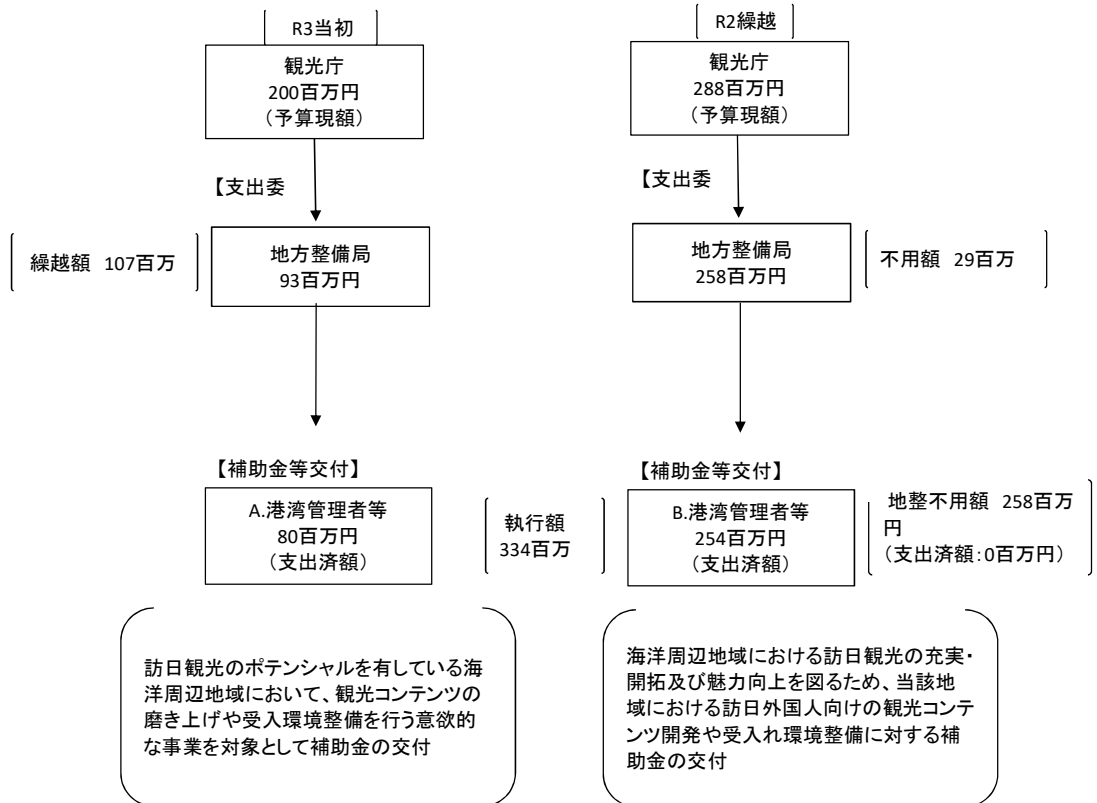 R3当初
観光庁
200百万円
（予算現額）
【支出委
繰越額 107百万
地方整備局
93百万円
【補助金等交付】
A.港湾管理者等
80百万円
（支出済額）
執行額
334百万
訪日観光のポテンシャルを有している海
洋周辺地域において、観光コンテンツの
磨き上げや受入環境整備を行う意欲的
な事業を対象として補助金の交付
R2繰越
観光庁
288百万円
（予算現額）
【支出委
地方整備局
258百万円
不用額 29百万
【補助金等交付】
B.港湾管理者等
254百万円
（支出済額）
地整不用額 258百万
円
（支出済額：0百万円）
海洋周辺地域における訪日観光の充実・
開拓及び魅力向上を図るため、当該地
域における訪日外国人向けの観光コンテ
ンツ開発や受入れ環境整備に対する補
助金の交付